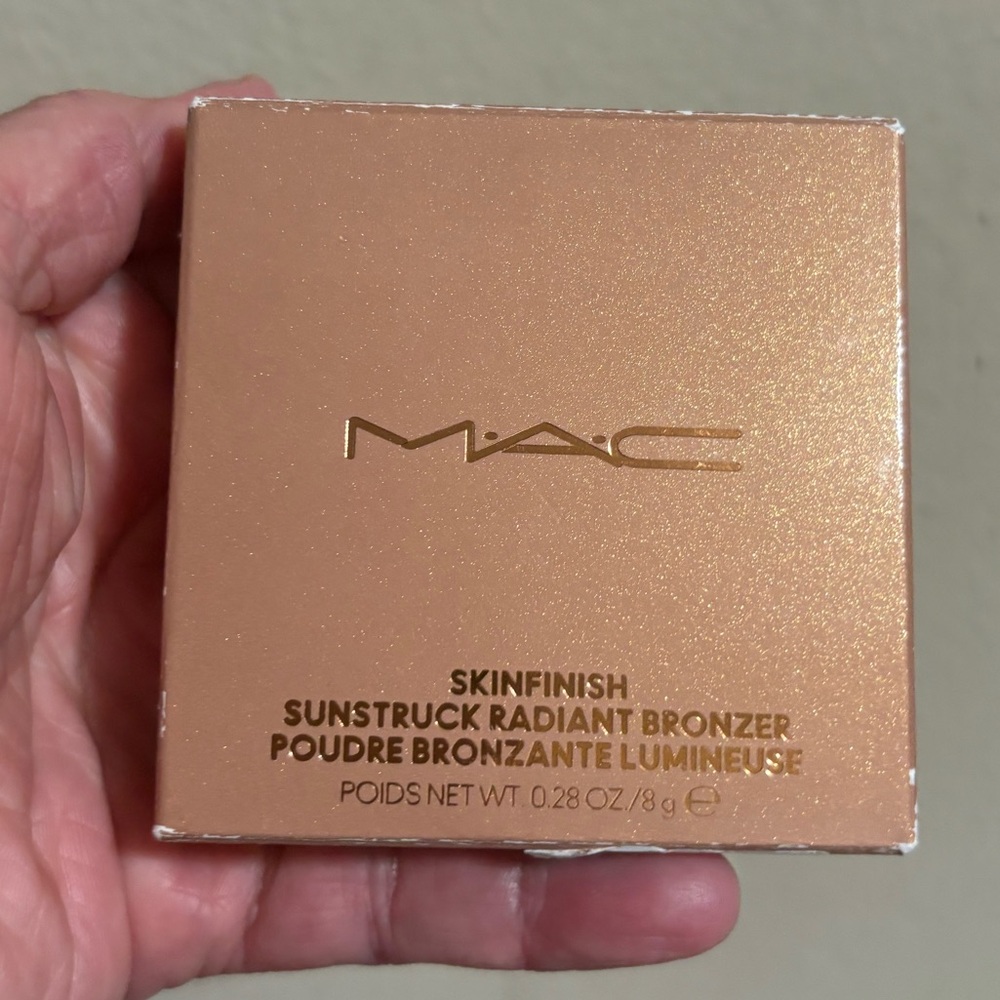 M·A·C
SKINFINISH
SUNSTRUCK RADIANT BRONZER
POUDRE BRONZANTE LUMINEUSE
POIDS NET WT. 0.28 OZ./8 g ℮